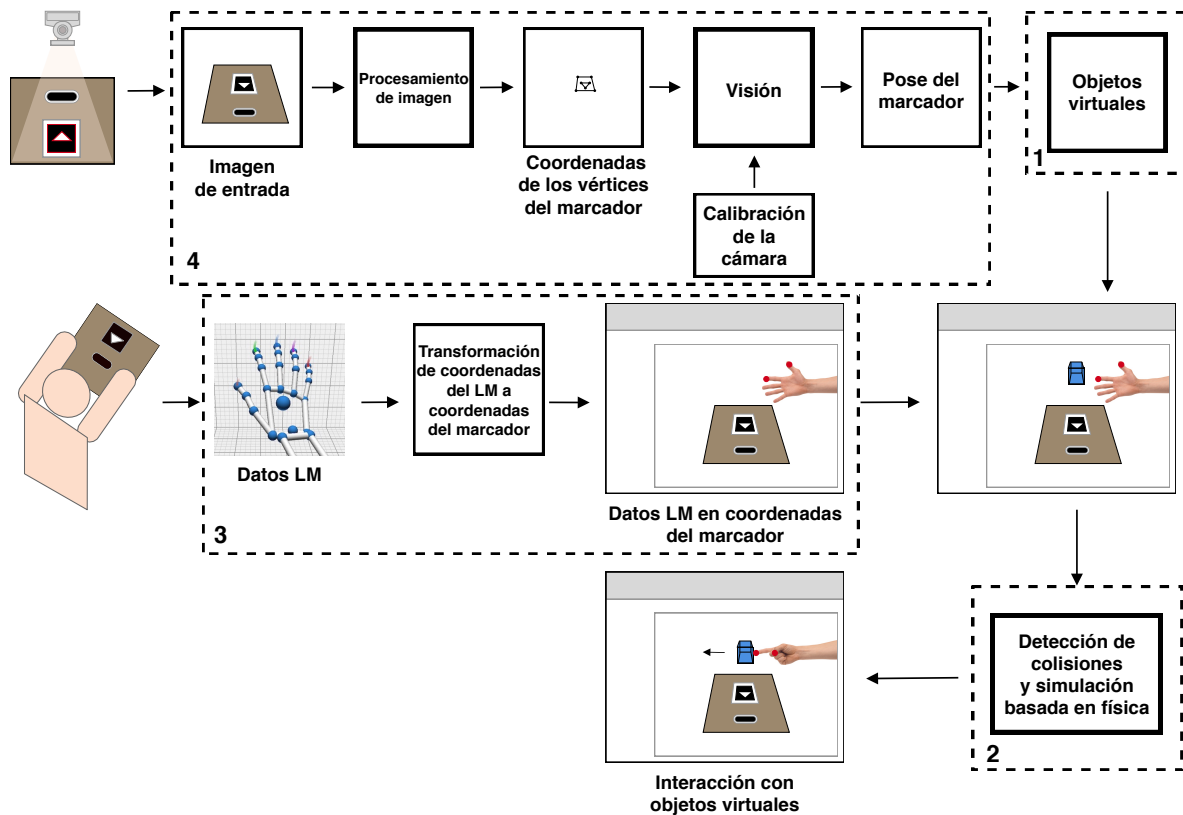 Imagen
de entrada
Procesamiento
de imagen
Coordenadas
de los vértices
del marcador
Visión
Calibración
de la
cámara
Pose del
marcador
4
Objetos
virtuales
1
Datos LM
Transformación
de coordenadas
del LM a
coordenadas
del marcador
Datos LM en coordenadas
del marcador
3
Detección de
colisiones
y simulación
basada en física
2
Interacción con
objetos virtuales